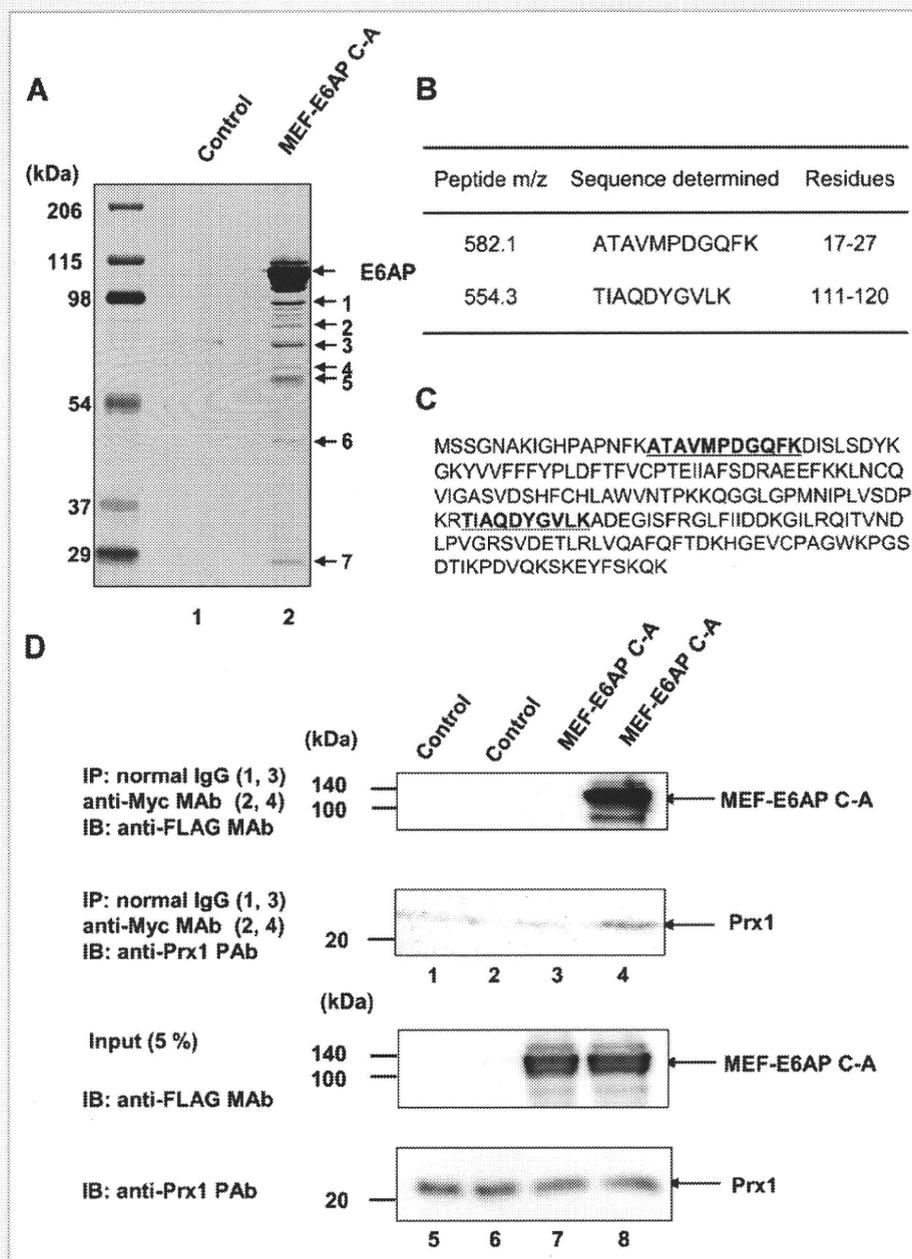 A
Control
MEF-E6AP C-A
(kDa)
206
115
98
54
37
29
E6AP
1
2
3
4
5
6
7
1 2
B
Peptide m/z Sequence determined Residues
582.1 ATAVMPDGQFK 17-27
554.3 TIAQDYGVLK 111-120
C
MSSGNAKIGHPAPNFKATAVMPDGQFKDISLSDYK
GKYVVFFFYPLDFTFVCPTEIIAFSDRAEEFKKLNCQ
VIGASVDSHFCHLAWVNTPKKQGGLGPMNIPLVSDP
KRTIAQDYGVLKADEGISFRGLFIIDDKGILRQITVND
LPVGRSVDETLRLVQAFQFTDKHGEVCPAGWKPGS
DTIKPDVQKSKEYFSKQK
D
(kDa)
Control
Control
MEF-E6AP C-A
MEF-E6AP C-A
IP: normal IgG (1, 3)
anti-Myc MAb (2, 4)
IB: anti-FLAG MAb
140
100
MEF-E6AP C-A
IP: normal IgG (1, 3)
anti-Myc MAb (2, 4)
IB: anti-Prx1 PAb
20
Prx1
1 2 3 4
(kDa)
Input (5 %)
IB: anti-FLAG MAb
140
100
MEF-E6AP C-A
IB: anti-Prx1 PAb
20
Prx1
5 6 7 8